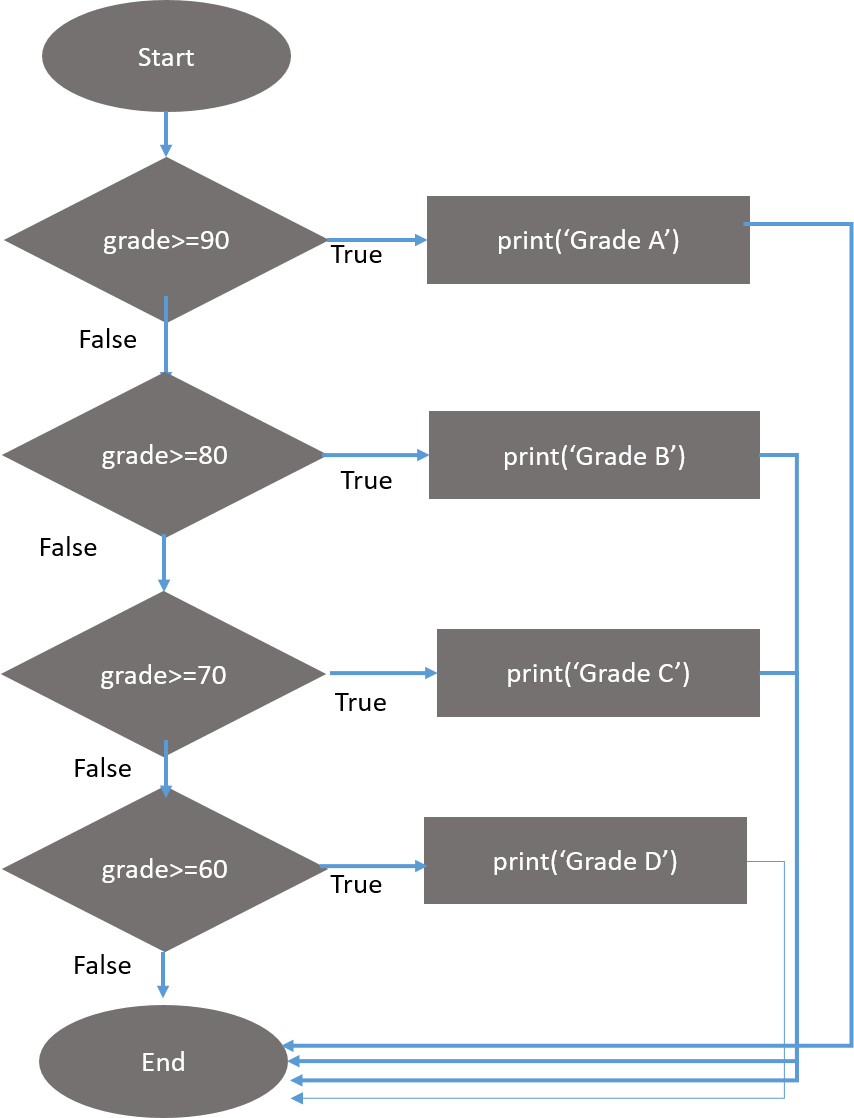 Start
grade>=90
True
print(‘Grade A’)
False
grade>=80
True
print(‘Grade B’)
False
grade>=70
True
print(‘Grade C’)
False
grade>=60
True
print(‘Grade D’)
False
End